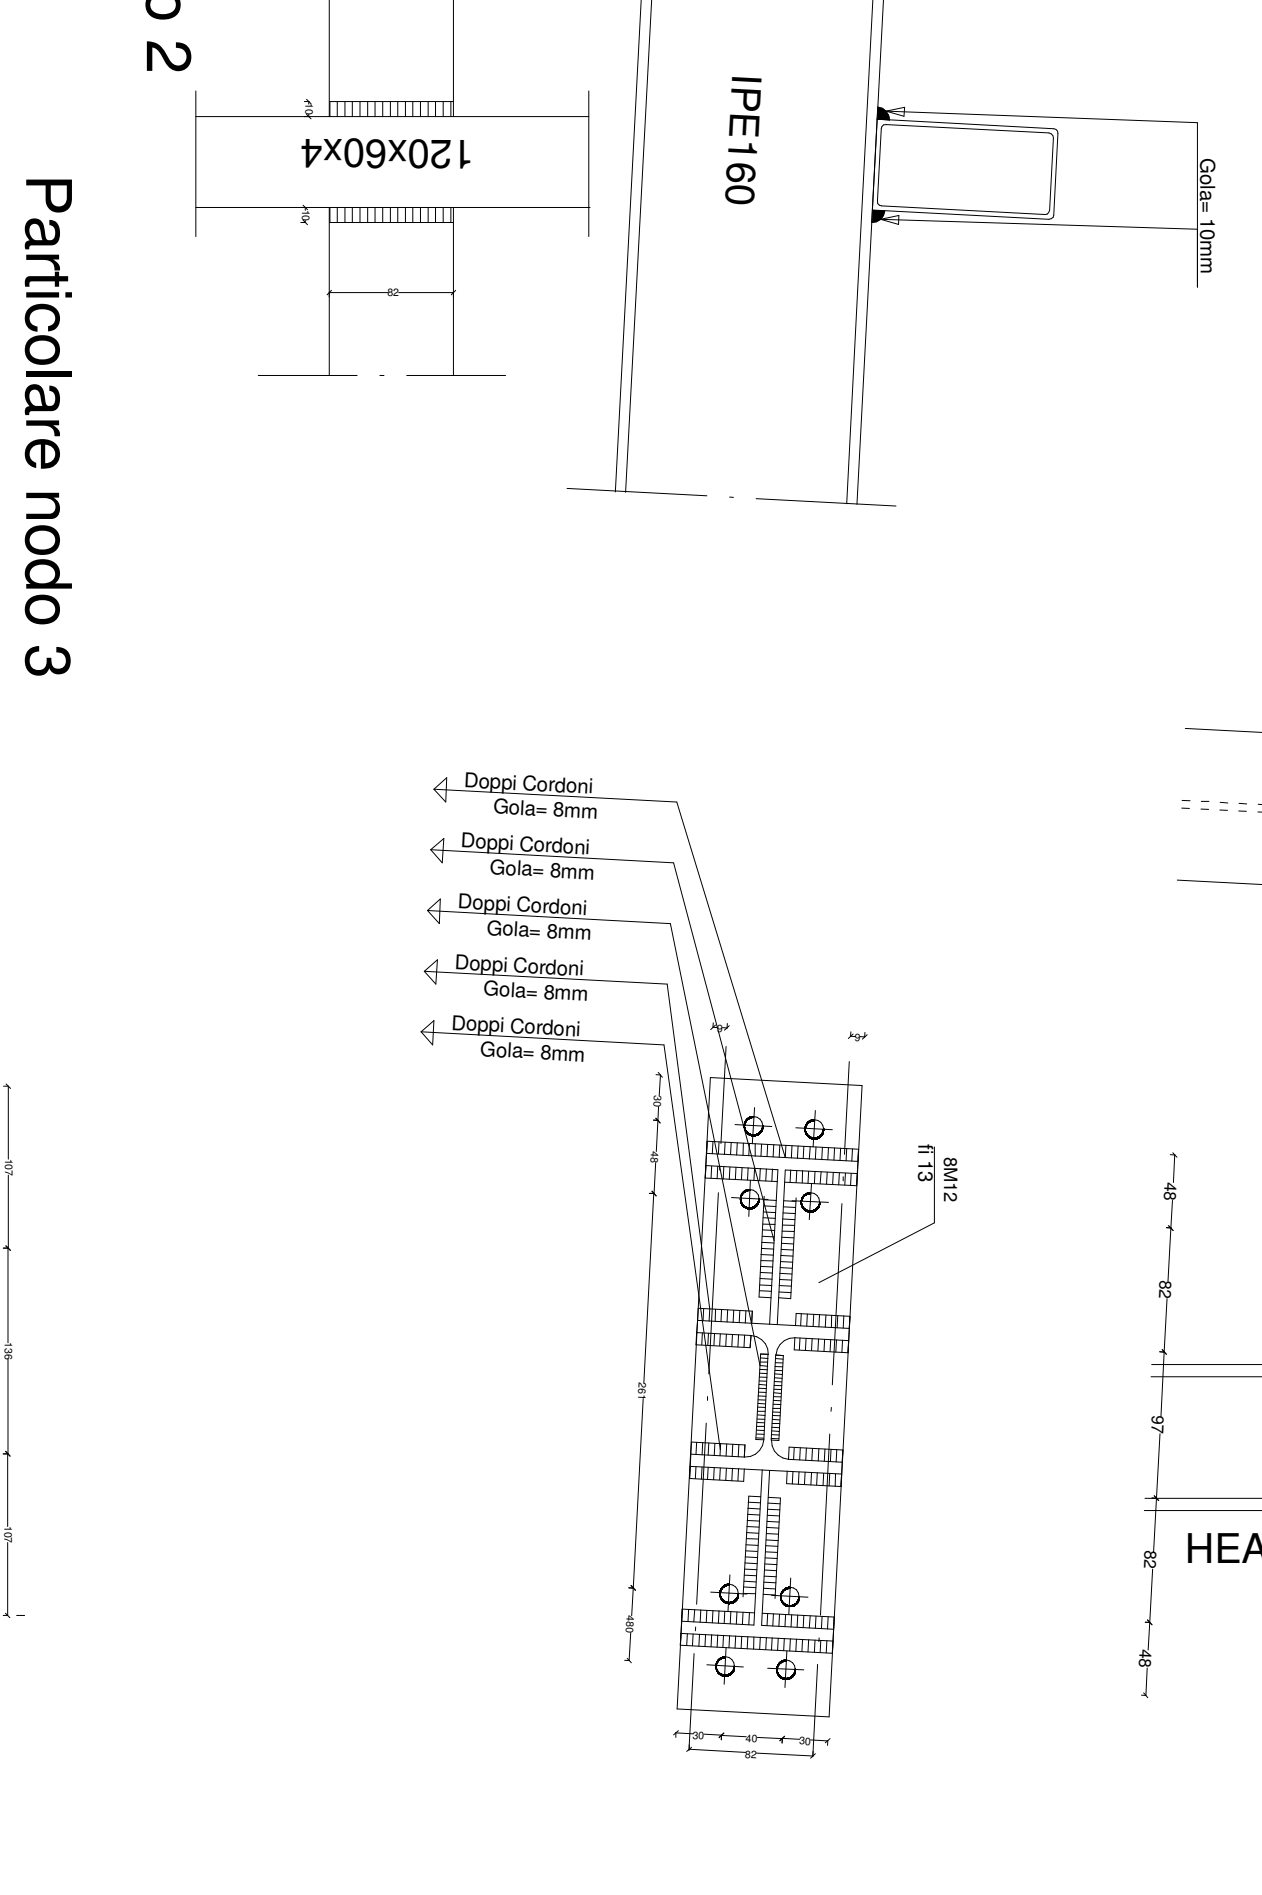 o 2
Particolare nodo 3
10
120x60x4
10
82
IPE160
Gola= 10mm
Doppi Cordoni
Gola= 8mm
Doppi Cordoni
Gola= 8mm
Doppi Cordoni
Gola= 8mm
Doppi Cordoni
Gola= 8mm
Doppi Cordoni
Gola= 8mm
9
9
30
48
261
480
8M12
fi 13
30
40
30
82
107
136
107
48
82
97
82
48
HEA